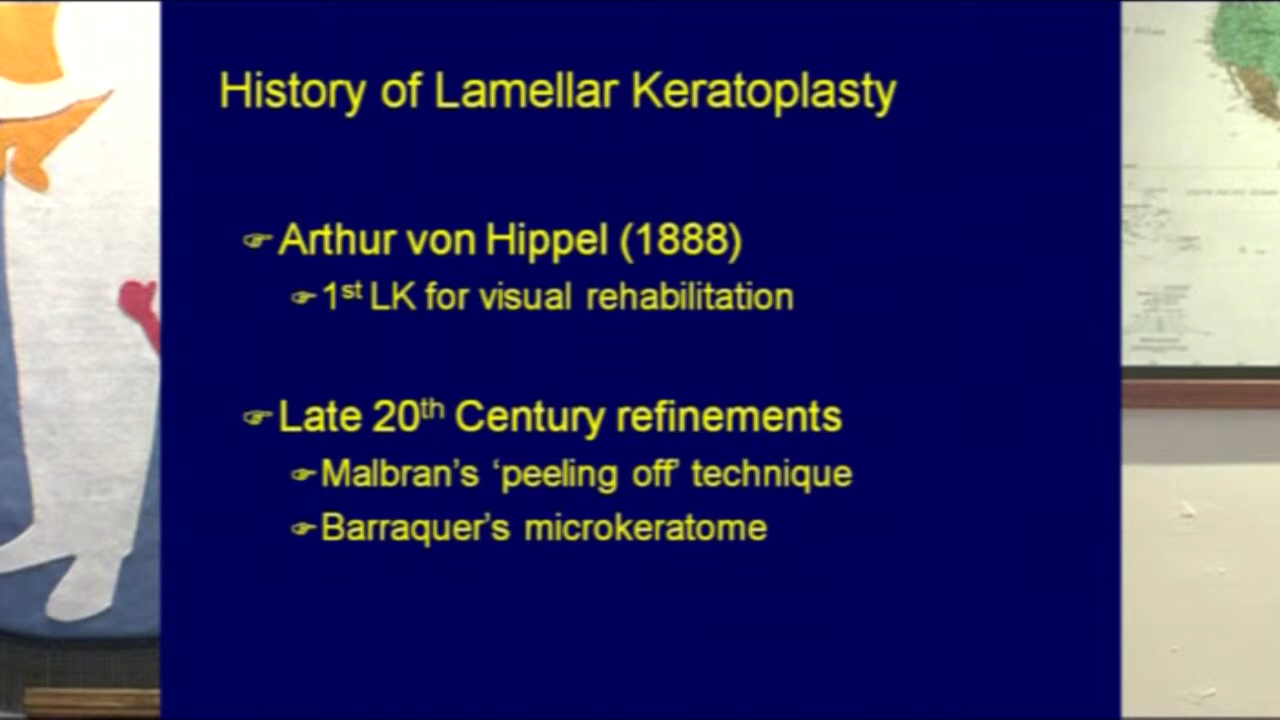 History of Lamellar Keratoplasty
☞Arthur von Hippel (1888)
☞1st LK for visual rehabilitation
☞Late 20th Century refinements
☞Malbran’s ‘peeling off’ technique
☞Barraquer’s microkeratome